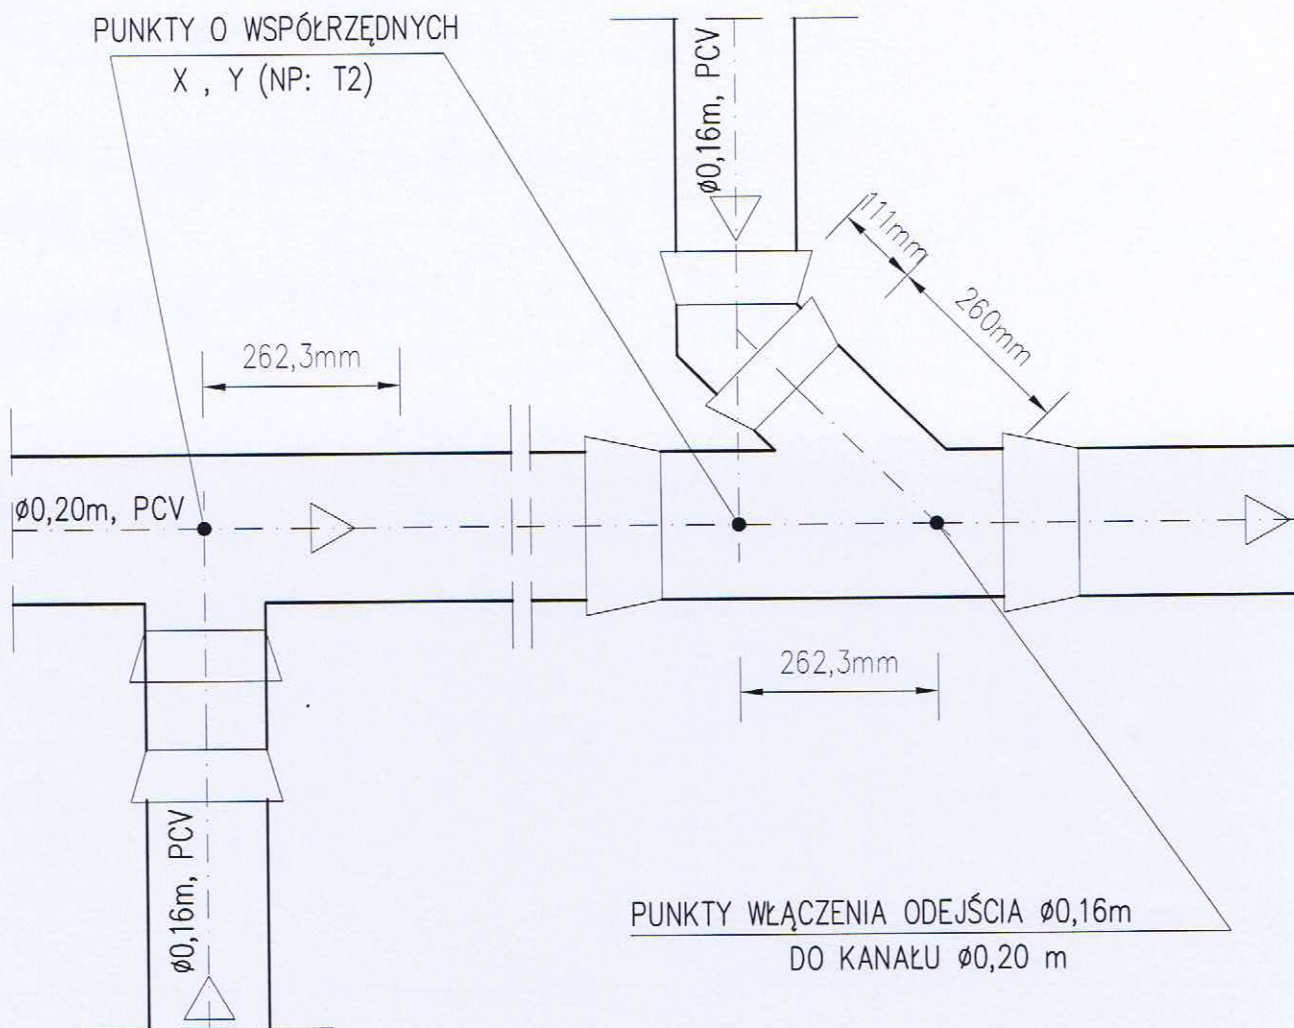 PUNKTY O WSPÓŁRZĘDNYCH
X , Y (NP: T2)
ø0,16m, PCV
111mm
260mm
262,3mm
ø0,20m, PCV
262,3mm
ø0,16m, PCV
PUNKTY WŁĄCZENIA ODEJŚCIA ø0,16m
DO KANAŁU ø0,20 m